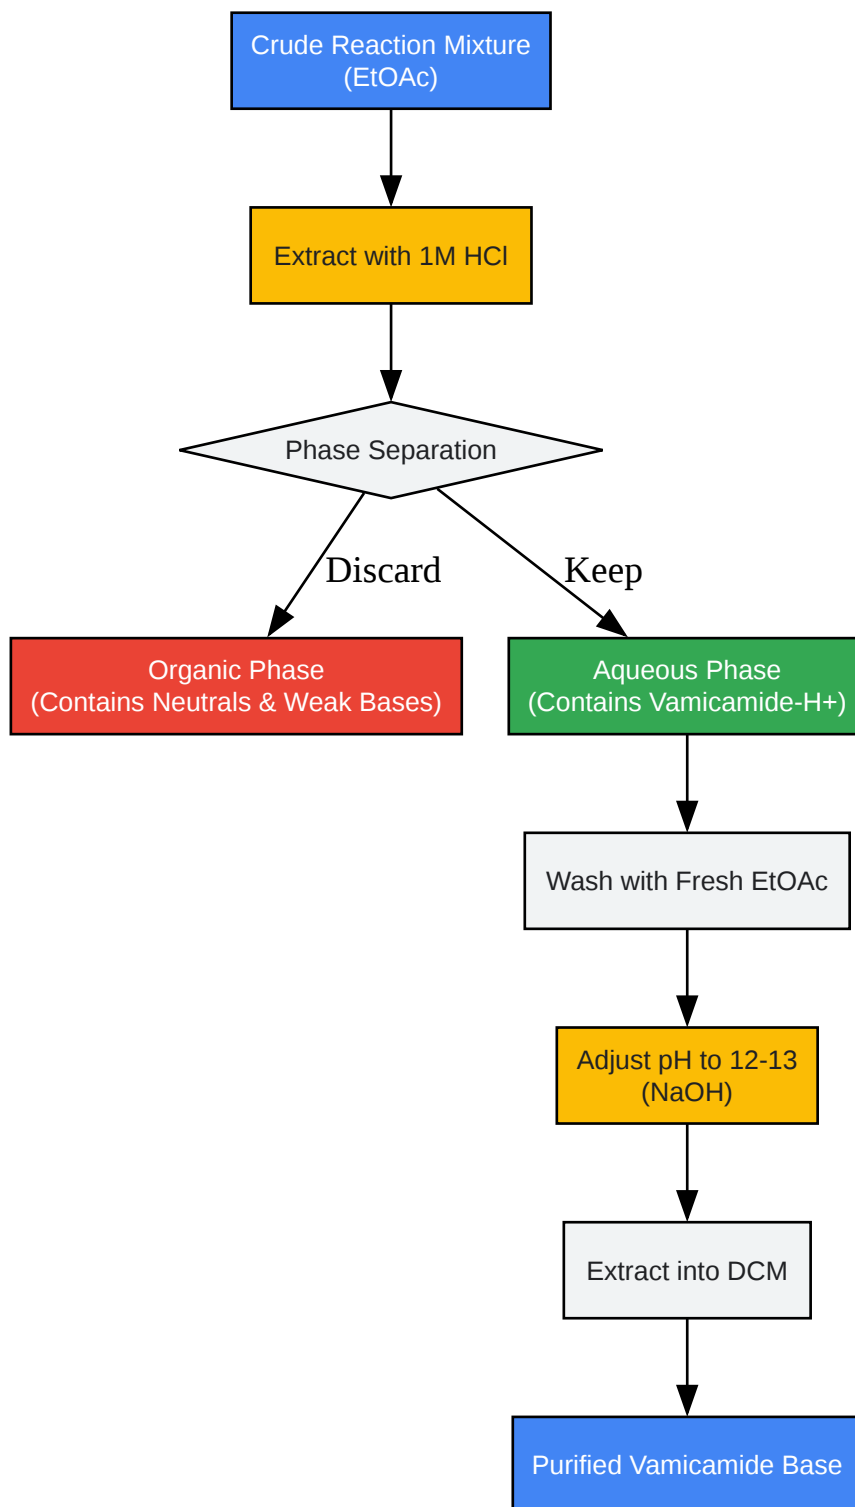 Crude Reaction Mixture
(EtOAc)
Extract with 1M HCl
Phase Separation
Discard
Keep
Organic Phase
(Contains Neutrals & Weak Bases)
Aqueous Phase
(Contains Vamicamide-H+)
Wash with Fresh EtOAc
Adjust pH to 12-13
(NaOH)
Extract into DCM
Purified Vamicamide Base